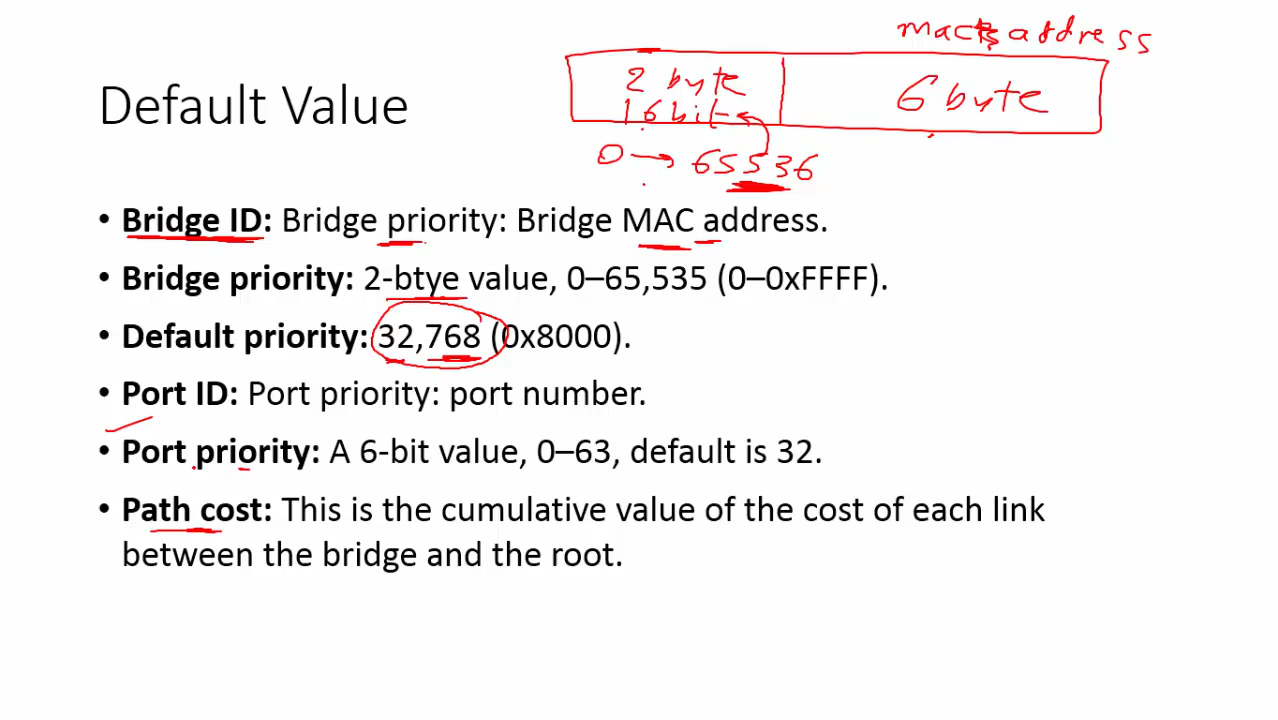 mac address
Default Value
2 byte
16 bit
6 byte
0 → 65536
• Bridge ID: Bridge priority: Bridge MAC address.
• Bridge priority: 2-btye value, 0–65,535 (0–0xFFFF).
• Default priority: 32,768 (0x8000).
• Port ID: Port priority: port number.
• Port priority: A 6-bit value, 0–63, default is 32.
• Path cost: This is the cumulative value of the cost of each link
between the bridge and the root.